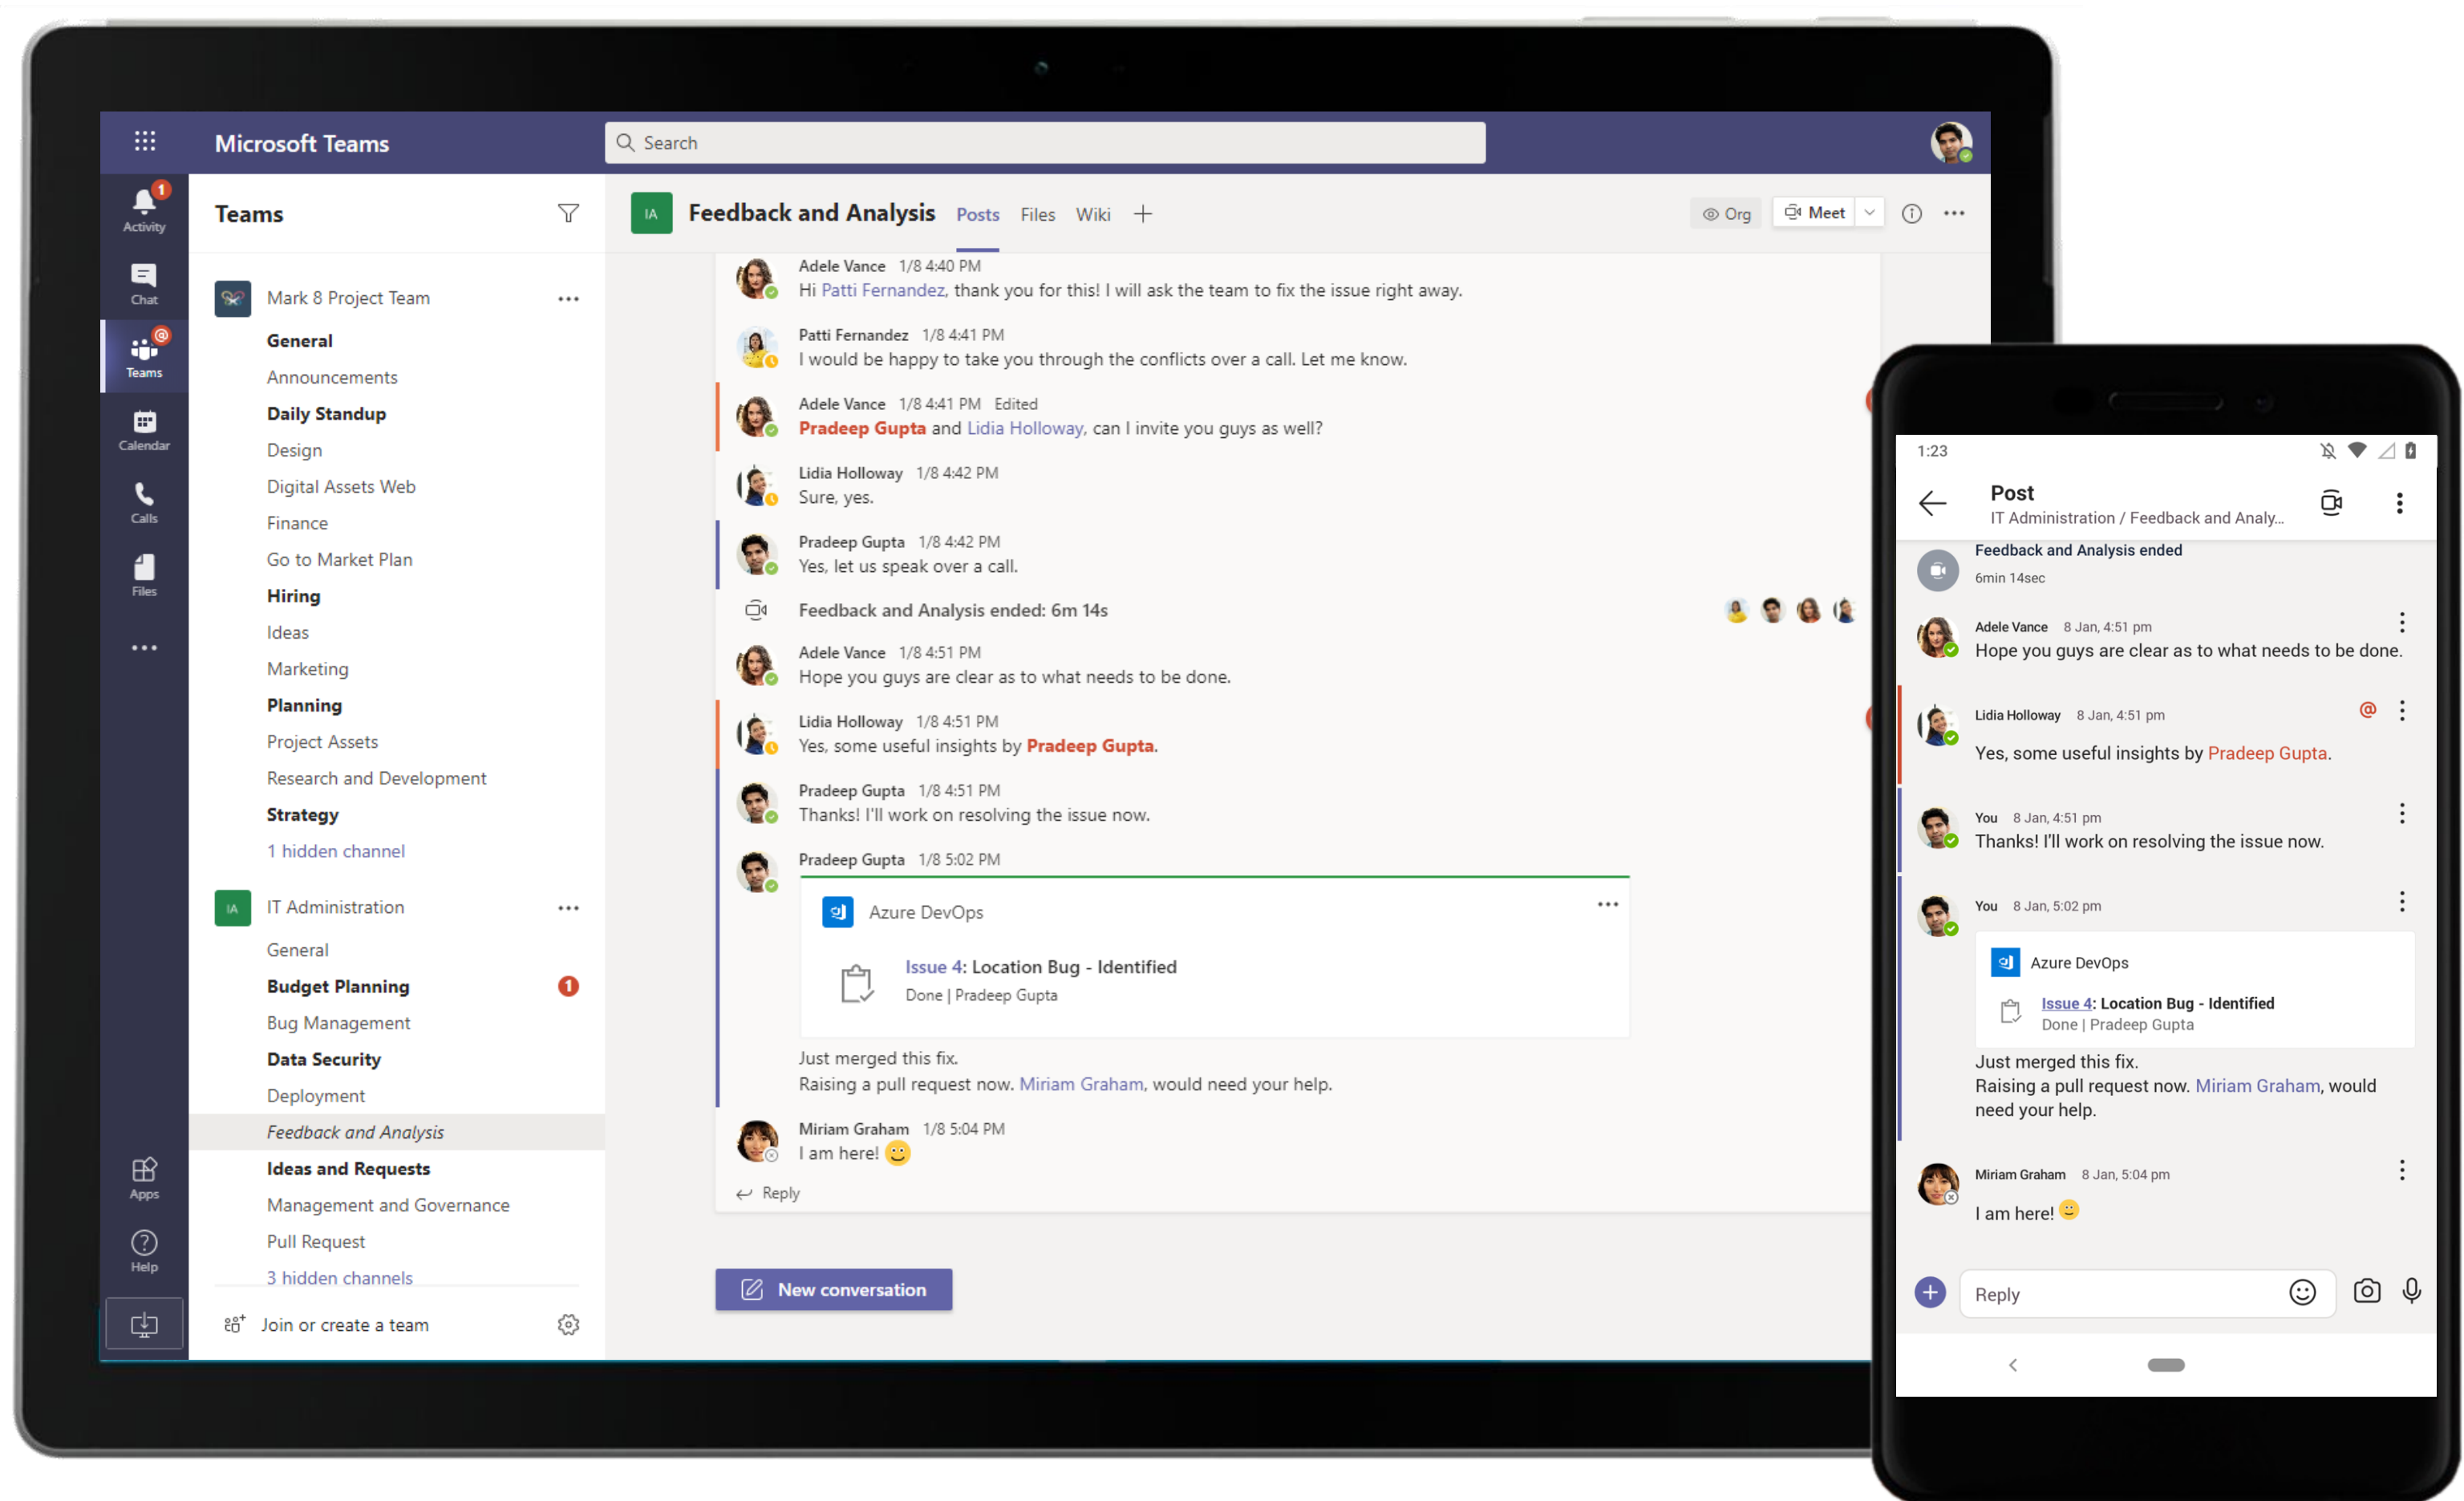 Microsoft Teams
Search
1
Activity
Chat
@
Teams
Calendar
Calls
Files
Apps
Help
Teams
Mark 8 Project Team
General
Announcements
Daily Standup
Design
Digital Assets Web
Finance
Go to Market Plan
Hiring
Ideas
Marketing
Planning
Project Assets
Research and Development
Strategy
1 hidden channel
IA IT Administration
General
Budget Planning 1
Bug Management
Data Security
Deployment
Feedback and Analysis
Ideas and Requests
Management and Governance
Pull Request
3 hidden channels
Join or create a team
IA Feedback and Analysis Posts Files Wiki
Org Meet
Adele Vance 1/8 4:40 PM
Hi Patti Fernandez, thank you for this! I will ask the team to fix the issue right away.
Patti Fernandez 1/8 4:41 PM
I would be happy to take you through the conflicts over a call. Let me know.
Adele Vance 1/8 4:41 PM Edited
Pradeep Gupta and Lidia Holloway, can I invite you guys as well?
Lidia Holloway 1/8 4:42 PM
Sure, yes.
Pradeep Gupta 1/8 4:42 PM
Yes, let us speak over a call.
Feedback and Analysis ended: 6m 14s
Adele Vance 1/8 4:51 PM
Hope you guys are clear as to what needs to be done.
Lidia Holloway 1/8 4:51 PM
Yes, some useful insights by Pradeep Gupta.
Pradeep Gupta 1/8 4:51 PM
Thanks! I'll work on resolving the issue now.
Pradeep Gupta 1/8 5:02 PM
Azure DevOps
Issue 4: Location Bug - Identified
Done | Pradeep Gupta
Just merged this fix.
Raising a pull request now. Miriam Graham, would need your help.
Miriam Graham 1/8 5:04 PM
I am here!
Reply
New conversation
1:23
Post
IT Administration / Feedback and Analy...
Feedback and Analysis ended
6min 14sec
Adele Vance 8 Jan, 4:51 pm
Hope you guys are clear as to what needs to be done.
Lidia Holloway 8 Jan, 4:51 pm @
Yes, some useful insights by Pradeep Gupta.
You 8 Jan, 4:51 pm
Thanks! I'll work on resolving the issue now.
You 8 Jan, 5:02 pm
Azure DevOps
Issue 4: Location Bug - Identified
Done | Pradeep Gupta
Just merged this fix.
Raising a pull request now. Miriam Graham, would
need your help.
Miriam Graham 8 Jan, 5:04 pm
I am here!
Reply